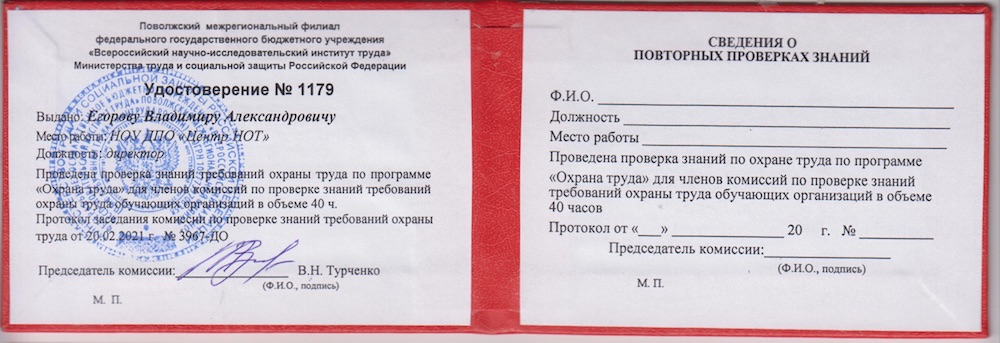 Поволжский межрегиональный филиал
федерального государственного бюджетного учреждения
«Всероссийский научно-исследовательский институт труда»
Министерства труда и социальной защиты Российской Федерации
Удостоверение № 1179
Выдано: Егорову Владимиру Александровичу
Место работы: НОУ ДПО «Центр НОТ»
Должность: директор
Проведена проверка знаний требований охраны труда по программе
«Охрана труда» для членов комиссий по проверке знаний требований
охраны труда обучающих организаций в объеме 40 ч.
Протокол заседания комиссии по проверке знаний требований охраны
труда от 20.02.2021 г. № 3967-ДО
Председатель комиссии: В.Н. Турченко
(Ф.И.О., подпись)
М. П.
СВЕДЕНИЯ О
ПОВТОРНЫХ ПРОВЕРКАХ ЗНАНИЙ
Ф.И.О.
Должность
Место работы
Проведена проверка знаний по охране труда по программе
«Охрана труда» для членов комиссий по проверке знаний
требований охраны труда обучающих организаций в объеме
40 часов
Протокол от «___» ______________ 20 г. № _________
Председатель комиссии:
(Ф.И.О., подпись)
М. П.